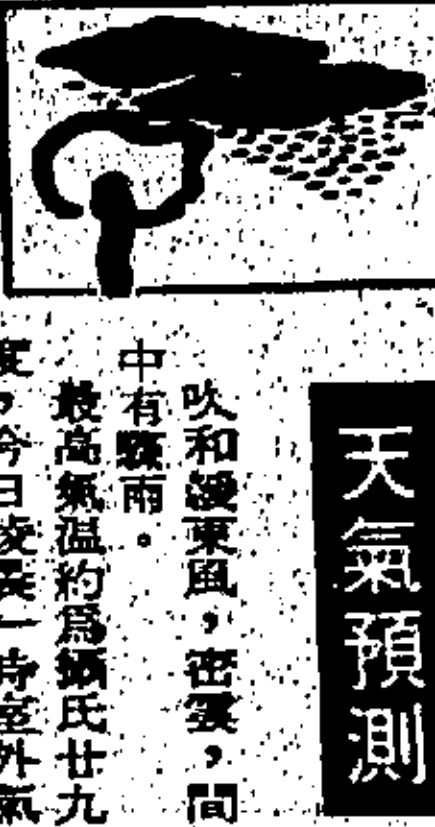 天氣預測
吹和緩東風，密雲，間
中有驟雨。
最高氣溫約爲攝氏廿九
度，今日凌晨一時室外氣